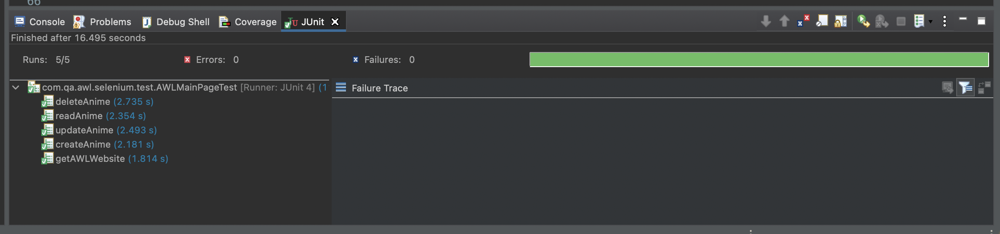 66
Console Problems Debug Shell Coverage JUnit
Finished after 16.495 seconds
Runs: 5/5 Errors: 0 Failures: 0
com.qa.awl.selenium.test.AWLMainPageTest [Runner: JUnit 4] (1
Failure Trace
deleteAnime (2.735 s)
readAnime (2.354 s)
updateAnime (2.493 s)
createAnime (2.181 s)
getAWLWebsite (1.814 s)